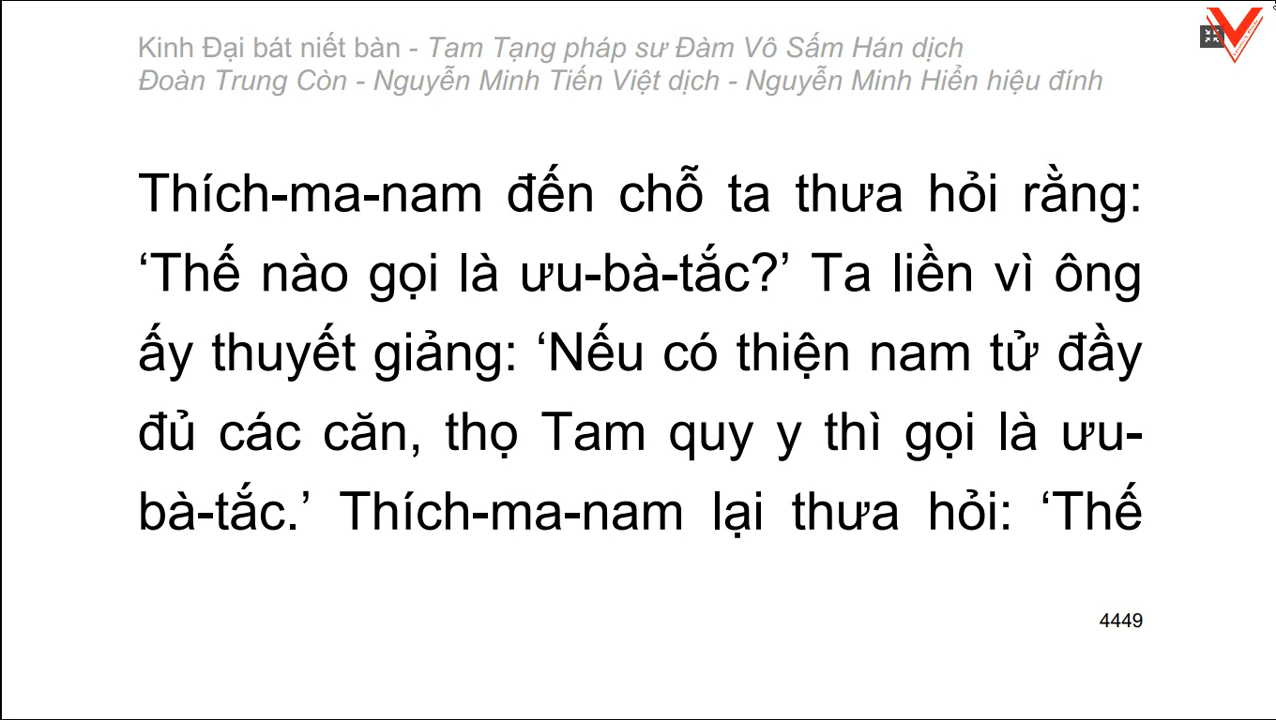 Kinh Đại bát niết bàn - Tam Tạng pháp sư Đàm Vô Sấm Hán dịch
Đoàn Trung Còn - Nguyễn Minh Tiến Việt dịch - Nguyễn Minh Hiển hiệu đính
Thích-ma-nam đến chỗ ta thưa hỏi rằng:
‘Thế nào gọi là ưu-bà-tắc?’ Ta liền vì ông
ấy thuyết giảng: ‘Nếu có thiện nam tử đầy
đủ các căn, thọ Tam quy y thì gọi là ưu-
bà-tắc.’ Thích-ma-nam lại thưa hỏi: ‘Thế
4449